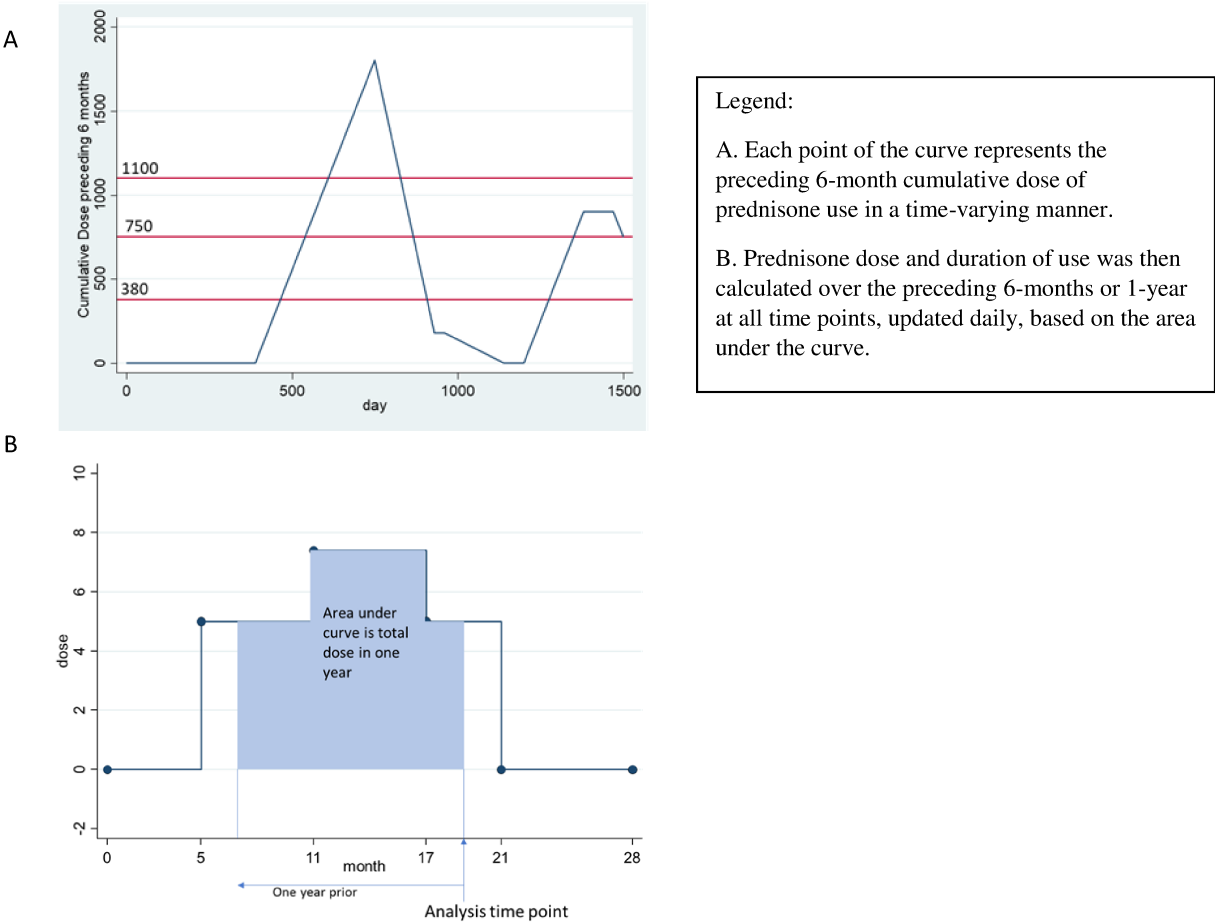 A
Cumulative Dose preceding 6 months
2000
1500
1000
500
0
1100
750
380
0
500
1000
1500
day
Legend:
A. Each point of the curve represents the
preceding 6-month cumulative dose of
prednisone use in a time-varying manner.
B. Prednisone dose and duration of use was then
calculated over the preceding 6-months or 1-year
at all time points, updated daily, based on the area
under the curve.
B
dose
10
8
6
4
2
0
-2
Area under
curve is total
dose in one
year
0
5
11
17
21
28
month
One year prior
Analysis time point